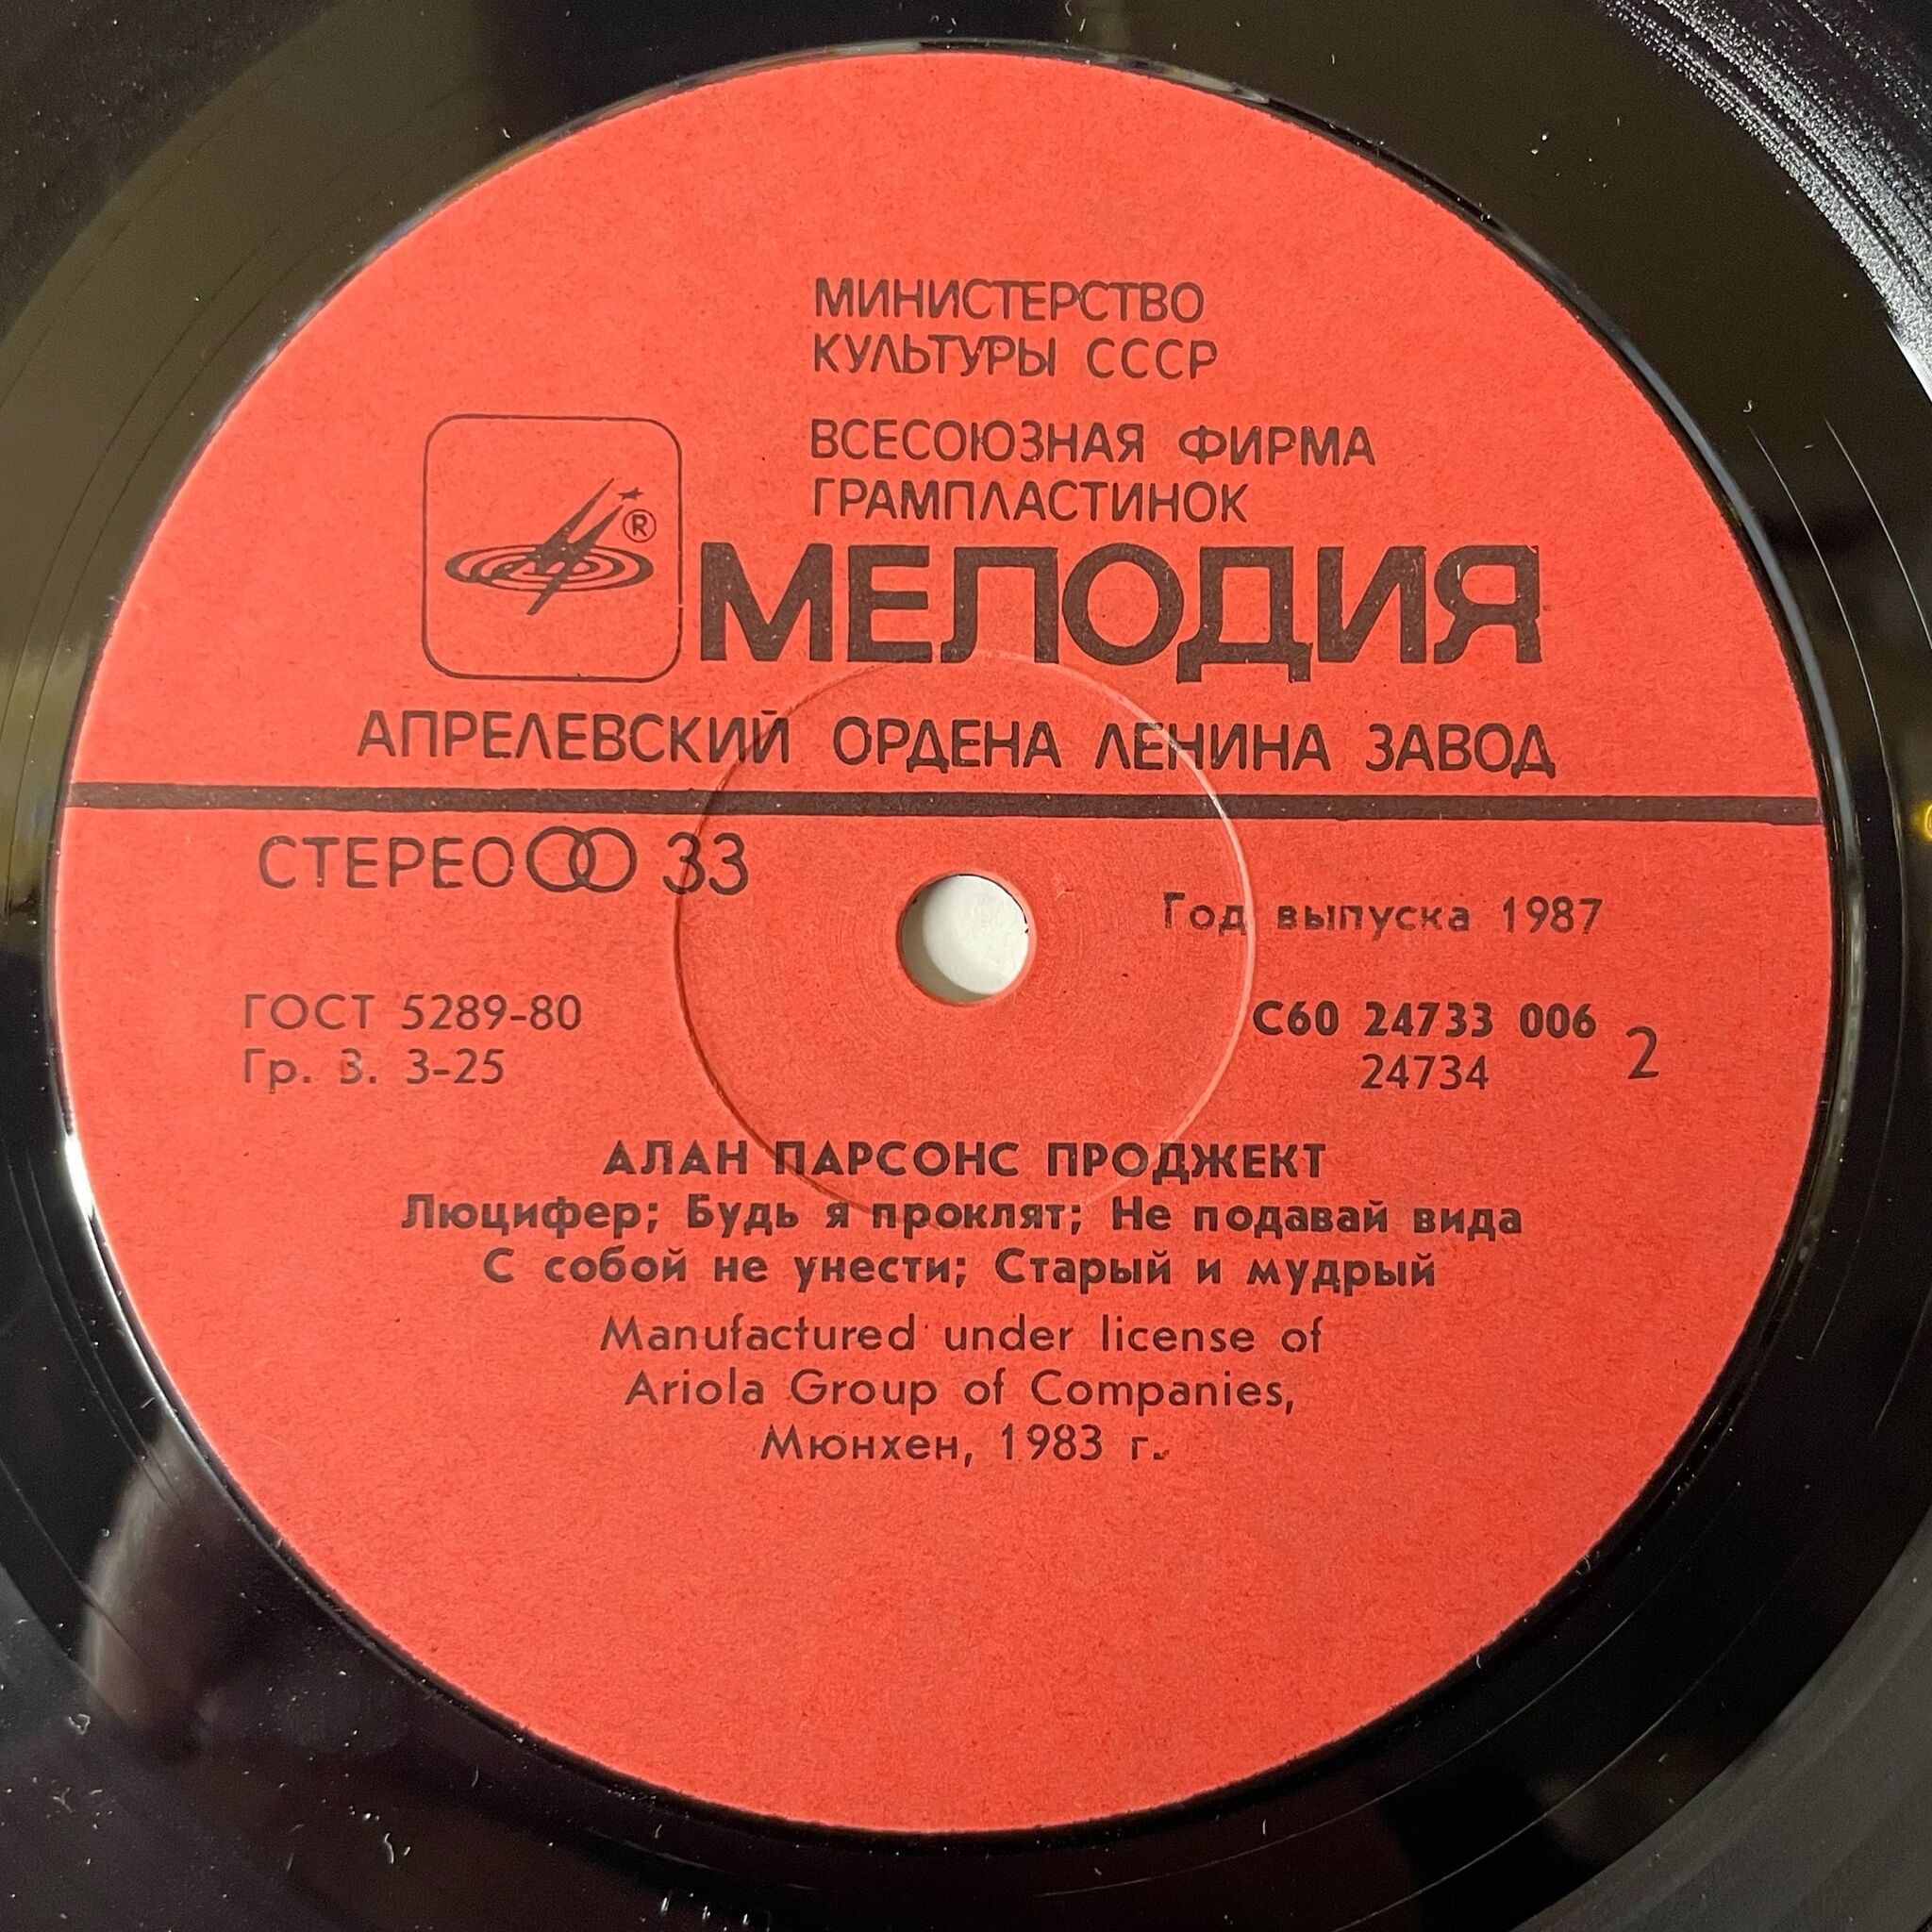 МИНИСТЕРСТВО
КУЛЬТУРЫ СССР
ВСЕСОЮЗНАЯ ФИРМА
ГРАМПЛАСТИНОК
®
МЕЛОДИЯ
АПРЕЛЕВСКИЙ ОРДЕНА ЛЕНИНА ЗАВОД
СТЕРЕО 33
Год выпуска 1987
ГОСТ 5289-80
Гр. 3. 3-25
С60 24733 006
24734
2
АЛАН ПАРСОНС ПРОДЖЕКТ
Люцифер; Будь я проклят; Не подавай вида
С собой не унести; Старый и мудрый
Manufactured under license of
Ariola Group of Companies,
Мюнхен, 1983 г.